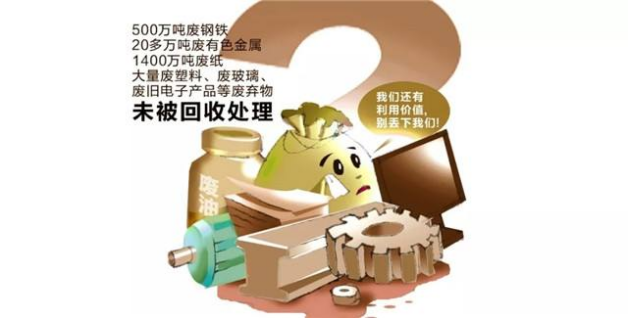 500万吨废钢铁
20多万吨废有色金属
1400万吨废纸
大量废塑料、废玻璃、
废旧电子产品等废弃物
未被回收处理
我们还有
利用价值,
别丢下我们!
废油